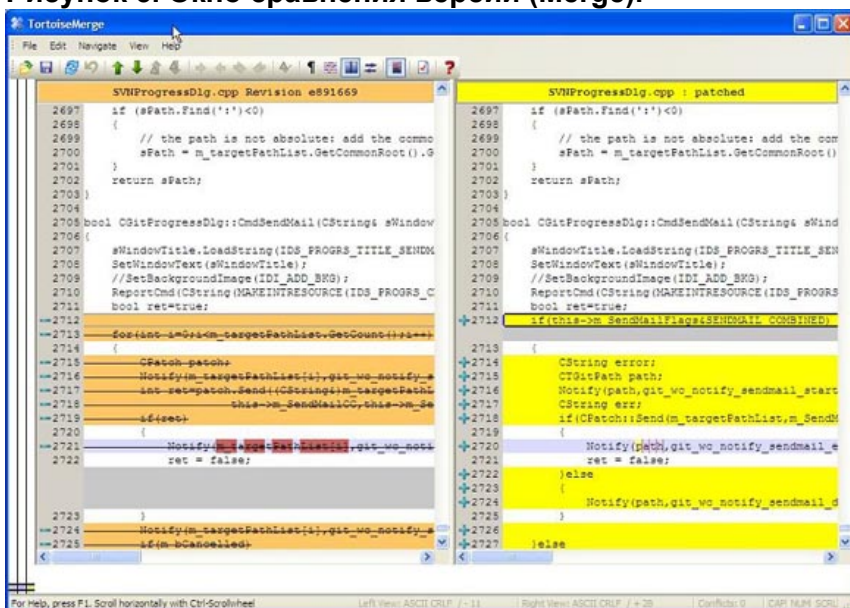 Рисунок 3. Окно сравнения версий (Merge).
TortoiseMerge
File Edit Navigate View Help
SVNProgressDlg.cpp Revision e891669
2697 if (sPath.Find(':')<0)
2698 {
2699 // the path is not absolute: add the commo
2700 sPath = m_targetPathList.GetCommonRoot().G
2701 }
2702 return sPath;
2703 }
2704
2705 bool CGitProgressDlg::CmdSendMail(CString& sWindow
2706 {
2707 sWindowTitle.LoadString(IDS_PROGRS_TITLE_SENDM
2708 SetWindowText(sWindowTitle);
2709 //SetBackgroundImage(IDI_ADD_BKG);
2710 ReportCmd(CString(MAKEINTRESOURCE(IDS_PROGRS_C
2711 bool ret=true;
2712
2713 for(int i=0;i<m_targetPathList.GetCount();i++)
2714 {
2715 CPatch patch;
2716 Notify(m_targetPathList[i],git_wc_notify_s
2717 int ret=patch.Send((CString&)m_targetPathL
2718 this->m_SendMailCC,this->m_Se
2719 if(ret)
2720 {
2721 Notify(m_targetPathList[i],git_wc_noti
2722 ret = false;
2723 }
2724 Notify(m_targetPathList[i],git_wc_notify_s
2725 if(m_bCancelled)
SVNProgressDlg.cpp : patched
2697 if (sPath.Find(':')<0)
2698 {
2699 // the path is not absolute: add the com
2700 sPath = m_targetPathList.GetCommonRoot()
2701 }
2702 return sPath;
2703 }
2704
2705 bool CGitProgressDlg::CmdSendMail(CString& sWind
2706 {
2707 sWindowTitle.LoadString(IDS_PROGRS_TITLE_SEN
2708 SetWindowText(sWindowTitle);
2709 //SetBackgroundImage(IDI_ADD_BKG);
2710 ReportCmd(CString(MAKEINTRESOURCE(IDS_PROGRS
2711 bool ret=true;
2712 if(this->m_SendMailFlags&SENDMAIL_COMBINED)
2713 {
2714 CString error;
2715 CTGitPath path;
2716 Notify(path,git_wc_notify_sendmail_start
2717 CString err;
2718 if(CPatch::Send(m_targetPathList,m_SendM
2719 {
2720 Notify(path,git_wc_notify_sendmail_e
2721 ret = false;
2722 }else
2723 {
2724 Notify(path,git_wc_notify_sendmail_d
2725 }
2726
2727 }else
For Help, press F1. Scroll horizontally with Ctrl-Scrollwheel
Left View: ASCII CRLF / - 11
Right View: ASCII CRLF / + 28
Conflicts: 0
CAP NUM SCRL